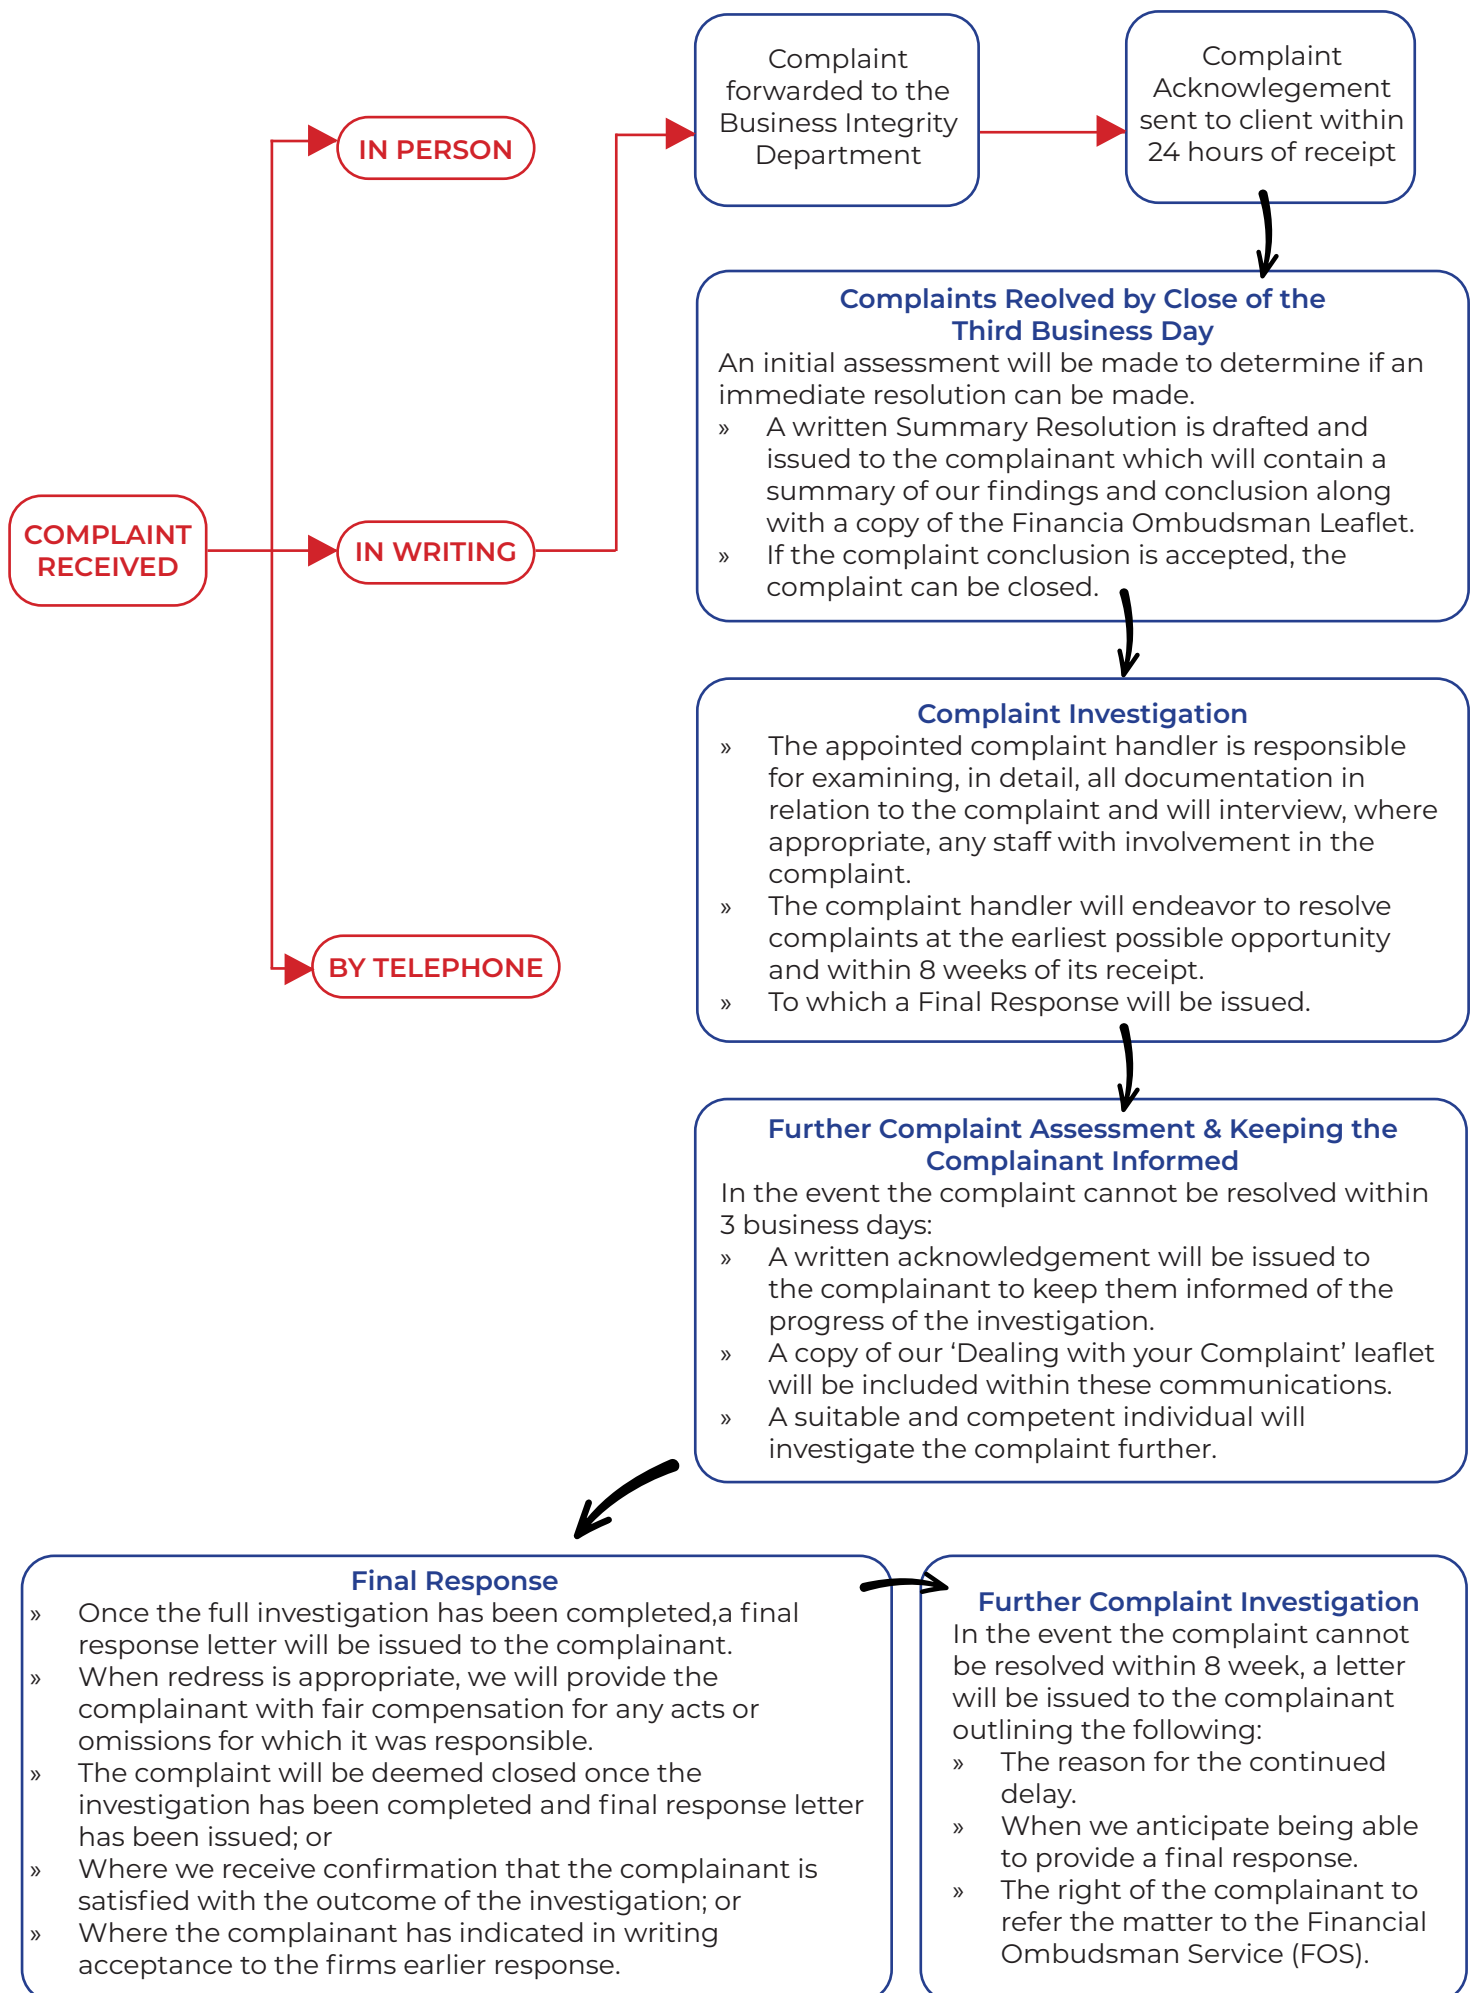 COMPLAINT
RECEIVED
IN PERSON
IN WRITING
BY TELEPHONE
Complaint
forwarded to the
Business Integrity
Department
Complaint
Acknowlegement
sent to client within
24 hours of receipt
Complaints Reolved by Close of the
Third Business Day
An initial assessment will be made to determine if an
immediate resolution can be made.
» A written Summary Resolution is drafted and
issued to the complainant which will contain a
summary of our findings and conclusion along
with a copy of the Financia Ombudsman Leaflet.
» If the complaint conclusion is accepted, the
complaint can be closed.
Complaint Investigation
» The appointed complaint handler is responsible
for examining, in detail, all documentation in
relation to the complaint and will interview, where
appropriate, any staff with involvement in the
complaint.
» The complaint handler will endeavor to resolve
complaints at the earliest possible opportunity
and within 8 weeks of its receipt.
» To which a Final Response will be issued.
Further Complaint Assessment & Keeping the
Complainant Informed
In the event the complaint cannot be resolved within
3 business days:
» A written acknowledgement will be issued to
the complainant to keep them informed of the
progress of the investigation.
» A copy of our ‘Dealing with your Complaint’ leaflet
will be included within these communications.
» A suitable and competent individual will
investigate the complaint further.
Final Response
» Once the full investigation has been completed,a final
response letter will be issued to the complainant.
» When redress is appropriate, we will provide the
complainant with fair compensation for any acts or
omissions for which it was responsible.
» The complaint will be deemed closed once the
investigation has been completed and final response letter
has been issued; or
» Where we receive confirmation that the complainant is
satisfied with the outcome of the investigation; or
» Where the complainant has indicated in writing
acceptance to the firms earlier response.
Further Complaint Investigation
In the event the complaint cannot
be resolved within 8 week, a letter
will be issued to the complainant
outlining the following:
» The reason for the continued
delay.
» When we anticipate being able
to provide a final response.
» The right of the complainant to
refer the matter to the Financial
Ombudsman Service (FOS).